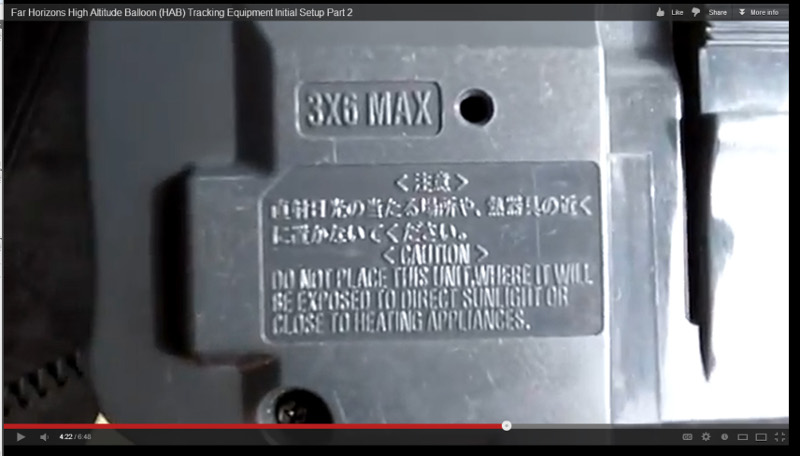 Far Horizons High Altitude Balloon (HAB) Tracking Equipment Initial Setup Part 2
Like
Share
More info
3X6 MAX
<注意>
直射日光の当たる場所や、熱器具の近く
に置かないでください。
<CAUTION>
DO NOT PLACE THIS UNIT.WHERE IT WILL
BE EXPOSED TO DIRECT SUNLIGHT OR
CLOSE TO HEATING APPLIANCES.
4:22 / 6:48